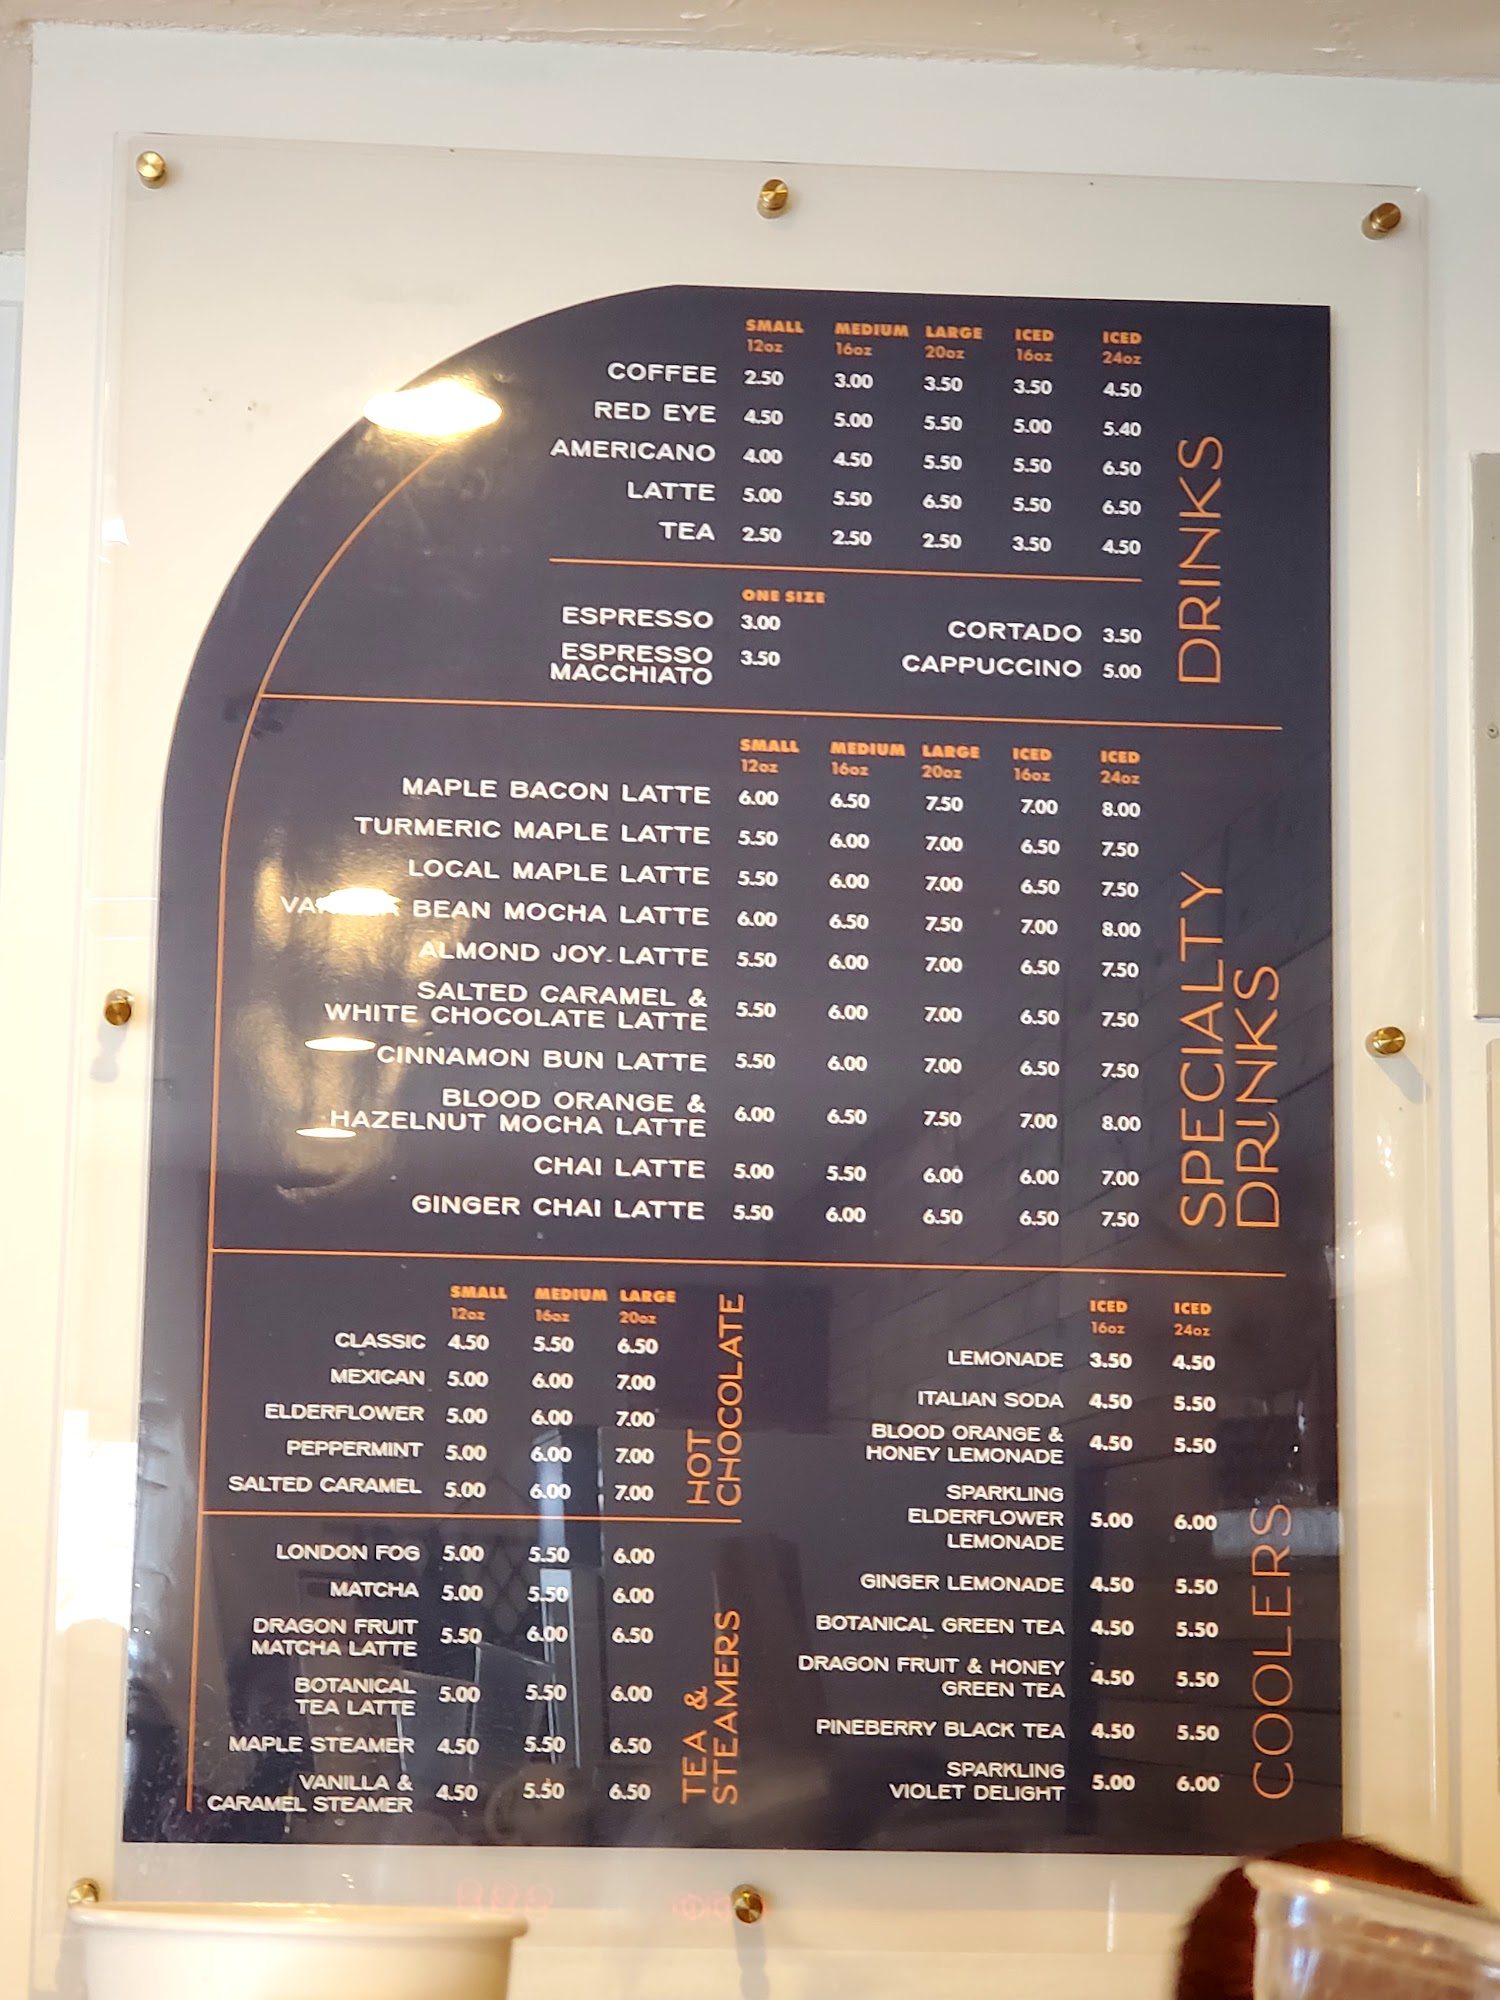 SMALL MEDIUM LARGE ICED ICED
12oz 16oz 20oz 16oz 24oz
COFFEE 2.50 3.00 3.50 3.50 4.50
RED EYE 4.50 5.00 5.50 5.00 5.40
AMERICANO 4.00 4.50 5.50 5.50 6.50
LATTE 5.00 5.50 6.50 5.50 6.50
TEA 2.50 2.50 2.50 3.50 4.50
DRINKS
ONE SIZE
ESPRESSO 3.00 CORTADO 3.50
ESPRESSO 3.50 CAPPUCCINO 5.00
MACCHIATO
SMALL MEDIUM LARGE ICED ICED
12oz 16oz 20oz 16oz 24oz
MAPLE BACON LATTE 6.00 6.50 7.50 7.00 8.00
TURMERIC MAPLE LATTE 5.50 6.00 7.00 6.50 7.50
LOCAL MAPLE LATTE 5.50 6.00 7.00 6.50 7.50
BEAN MOCHA LATTE 6.00 6.50 7.50 7.00 8.00
ALMOND JOY LATTE 5.50 6.00 7.00 6.50 7.50
SALTED CARAMEL &
WHITE CHOCOLATE LATTE 5.50 6.00 7.00 6.50 7.50
CINNAMON BUN LATTE 5.50 6.00 7.00 6.50 7.50
BLOOD ORANGE &
HAZELNUT MOCHA LATTE 6.00 6.50 7.50 7.00 8.00
CHAI LATTE 5.00 5.50 6.00 6.00 7.00
GINGER CHAI LATTE 5.50 6.00 6.50 6.50 7.50
SPECIALTY
DRINKS
SMALL MEDIUM LARGE
12oz 16oz 20oz
CLASSIC 4.50 5.50 6.50
MEXICAN 5.00 6.00 7.00
ELDERFLOWER 5.00 6.00 7.00
PEPPERMINT 5.00 6.00 7.00
SALTED CARAMEL 5.00 6.00 7.00
HOT
CHOCOLATE
LONDON FOG 5.00 5.50 6.00
MATCHA 5.00 5.50 6.00
DRAGON FRUIT
MATCHA LATTE 5.50 6.00 6.50
BOTANICAL
TEA LATTE 5.00 5.50 6.00
MAPLE STEAMER 4.50 5.50 6.50
VANILLA &
CARAMEL STEAMER 4.50 5.50 6.50
TEA &
STEAMERS
ICED ICED
16oz 24oz
LEMONADE 3.50 4.50
ITALIAN SODA 4.50 5.50
BLOOD ORANGE &
HONEY LEMONADE 4.50 5.50
SPARKLING
ELDERFLOWER 5.00 6.00
LEMONADE
GINGER LEMONADE 4.50 5.50
BOTANICAL GREEN TEA 4.50 5.50
DRAGON FRUIT & HONEY
GREEN TEA 4.50 5.50
PINEBERRY BLACK TEA 4.50 5.50
SPARKLING
VIOLET DELIGHT 5.00 6.00
COOLERS